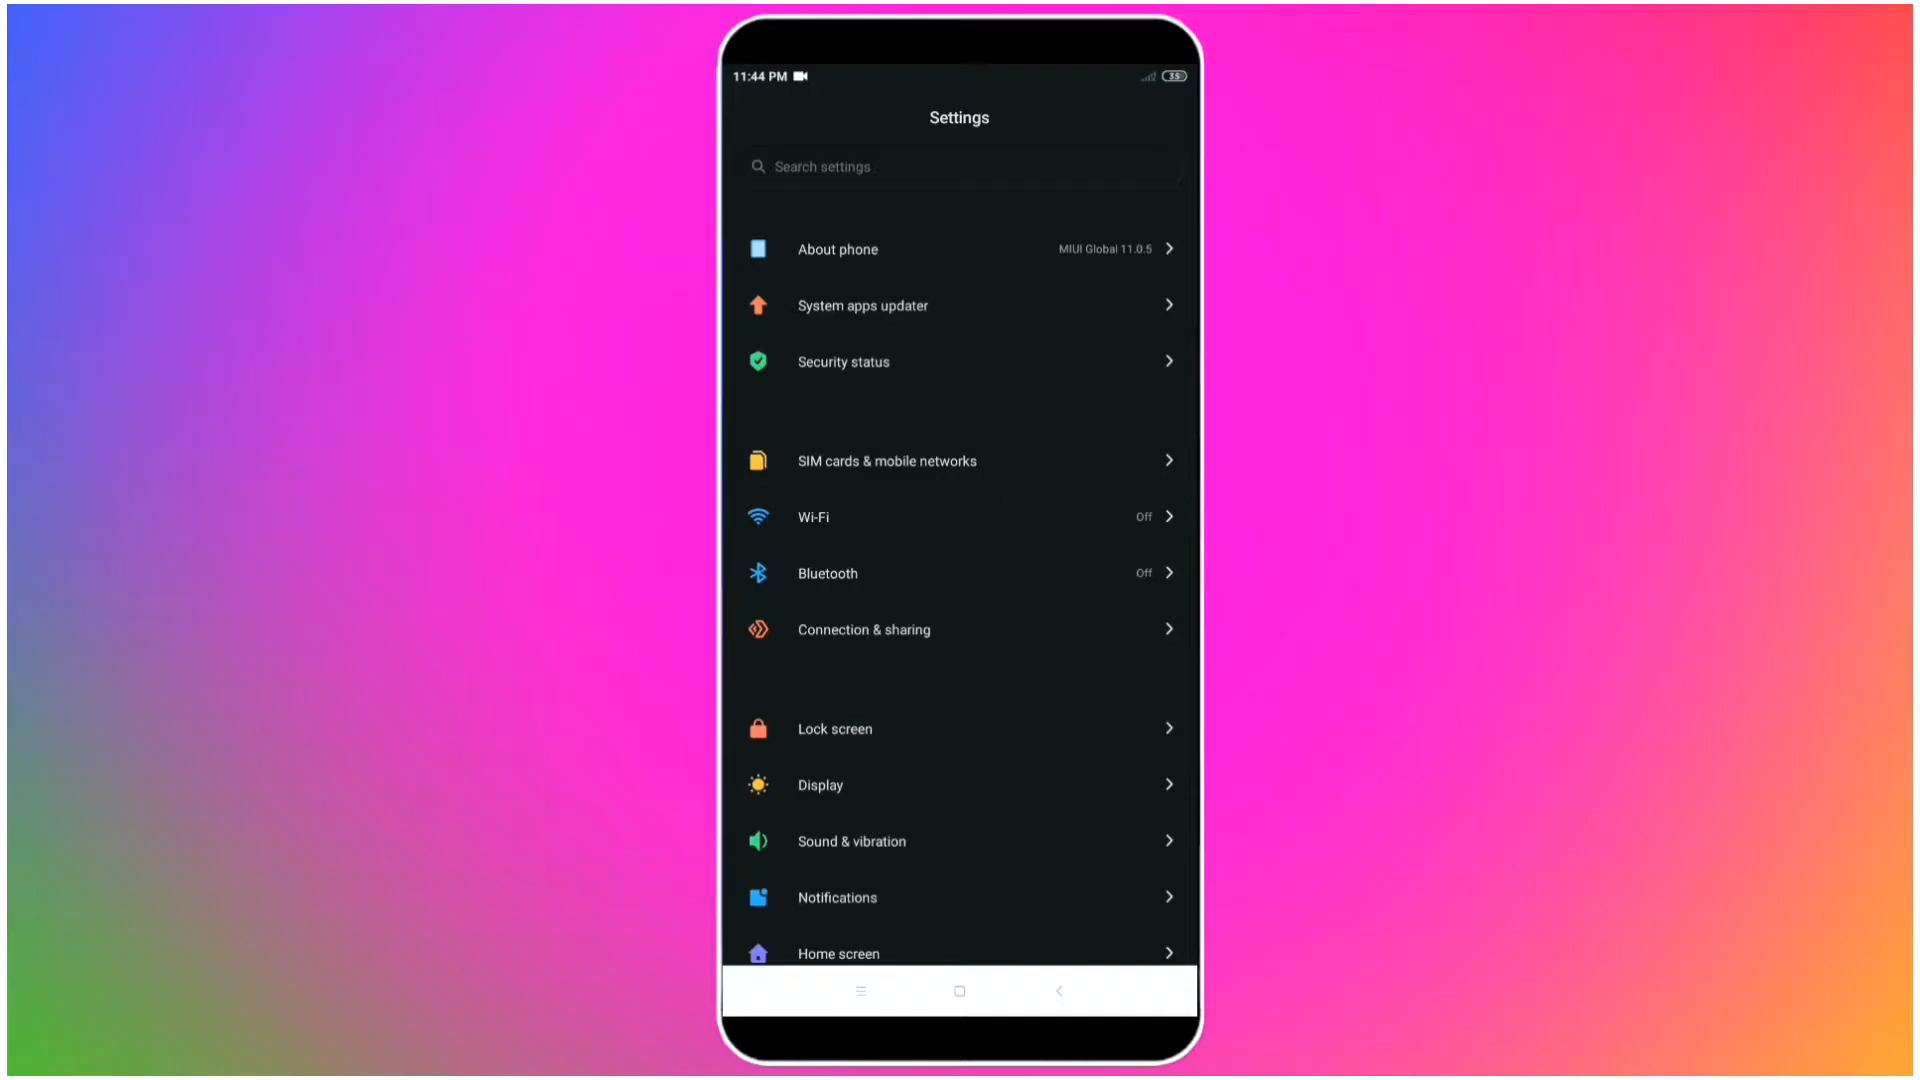 11:44 PM
35
Settings
Search settings
About phone
MIUI Global 11.0.5
System apps updater
Security status
SIM cards & mobile networks
Wi-Fi
Off
Bluetooth
Off
Connection & sharing
Lock screen
Display
Sound & vibration
Notifications
Home screen